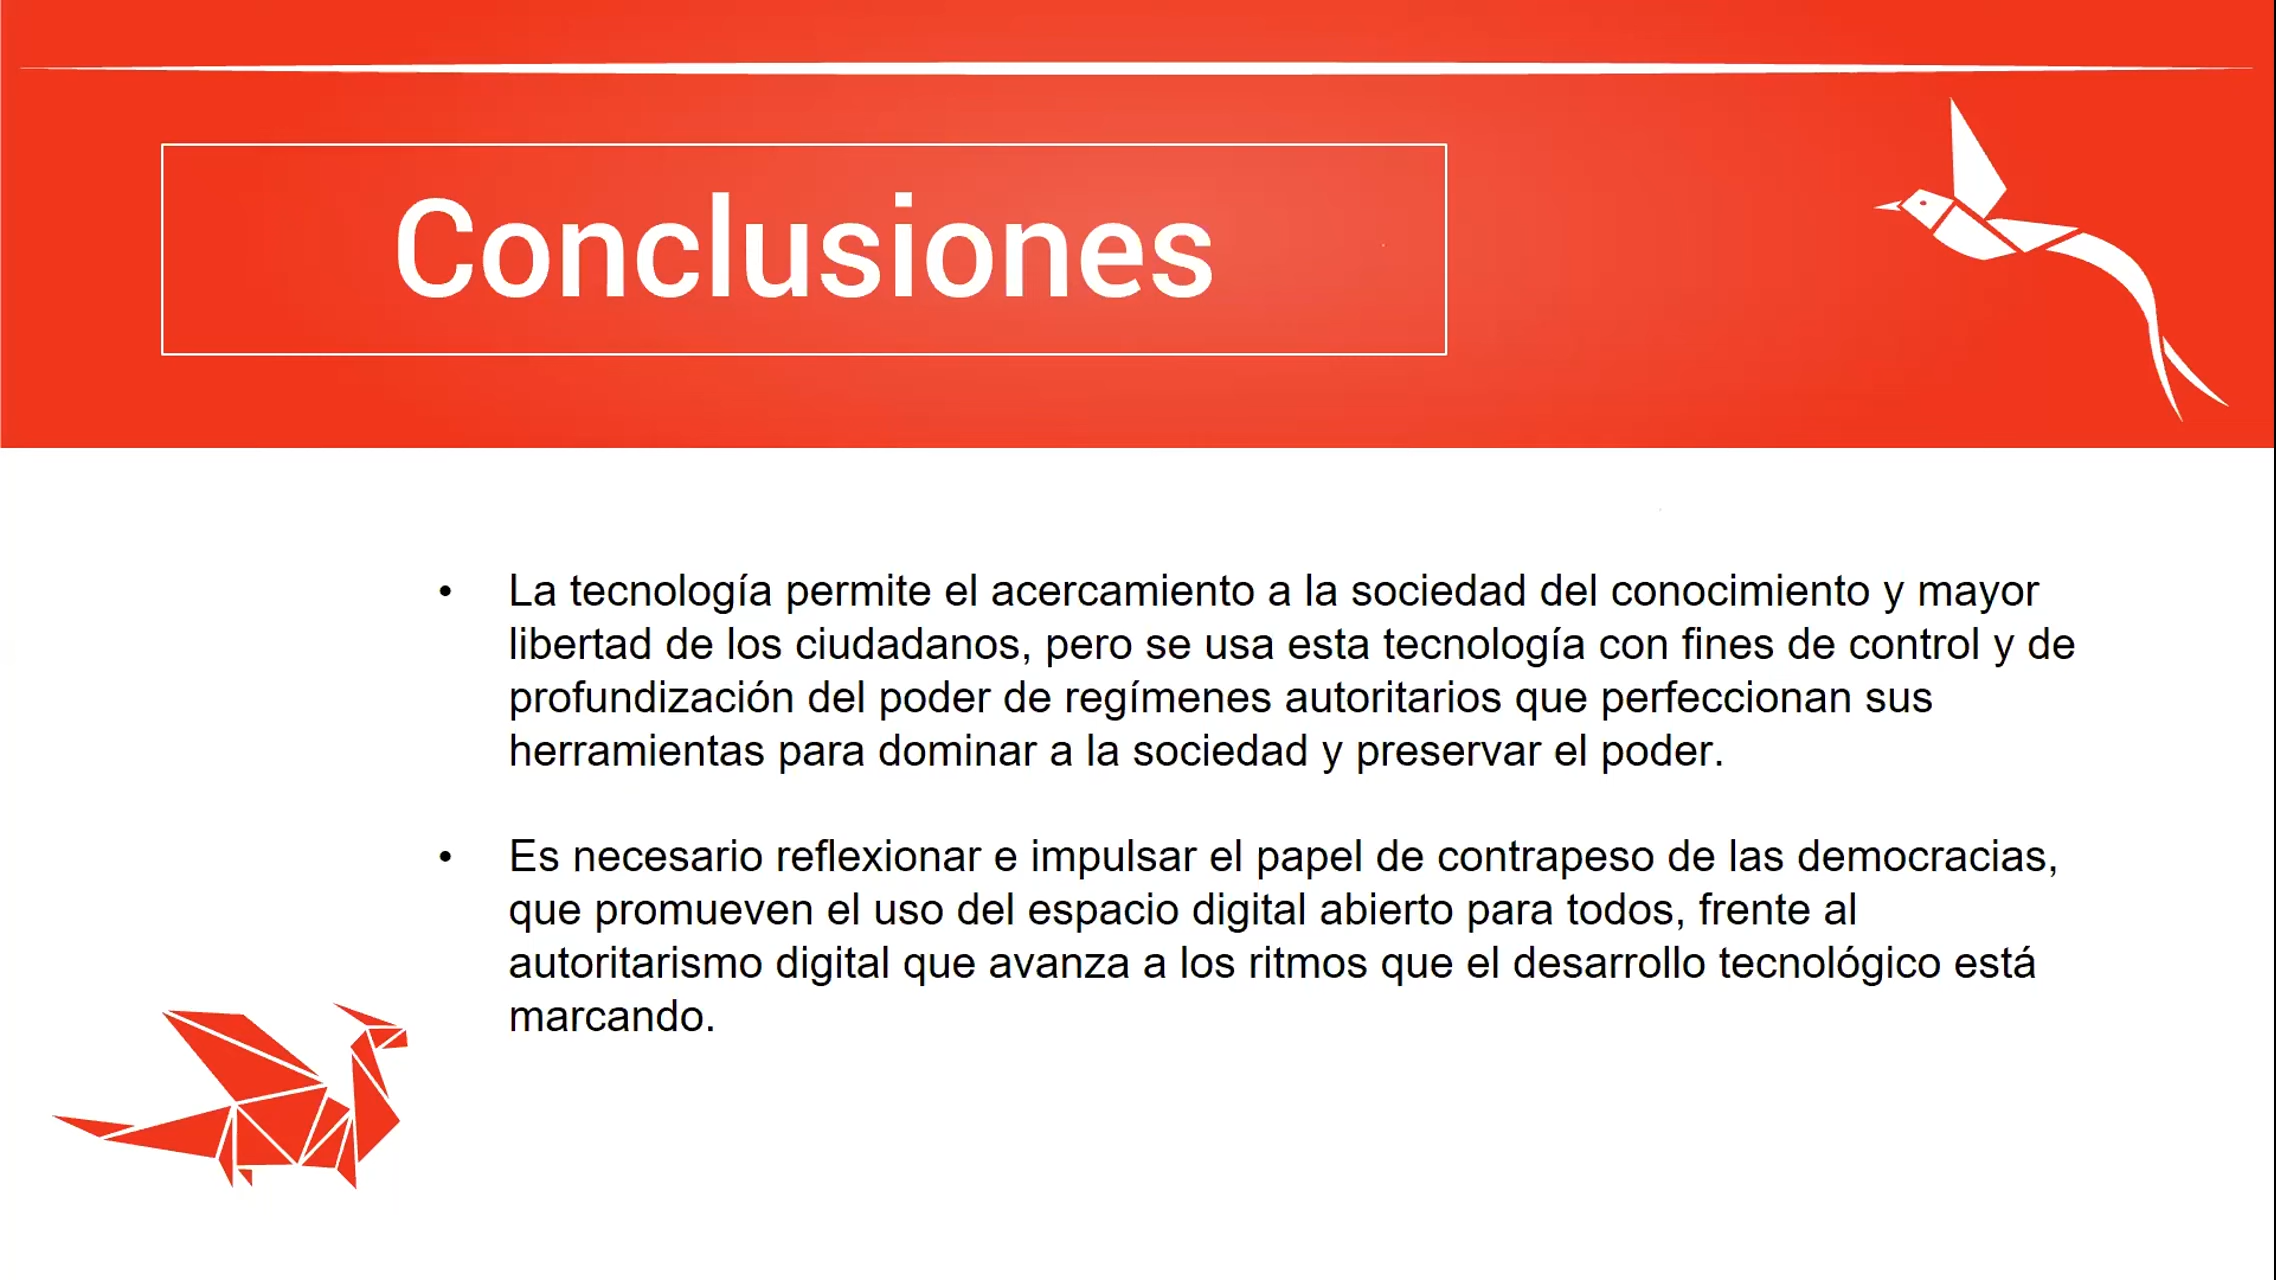 Conclusiones
• La tecnología permite el acercamiento a la sociedad del conocimiento y mayor
libertad de los ciudadanos, pero se usa esta tecnología con fines de control y de
profundización del poder de regímenes autoritarios que perfeccionan sus
herramientas para dominar a la sociedad y preservar el poder.
• Es necesario reflexionar e impulsar el papel de contrapeso de las democracias,
que promueven el uso del espacio digital abierto para todos, frente al
autoritarismo digital que avanza a los ritmos que el desarrollo tecnológico está
marcando.